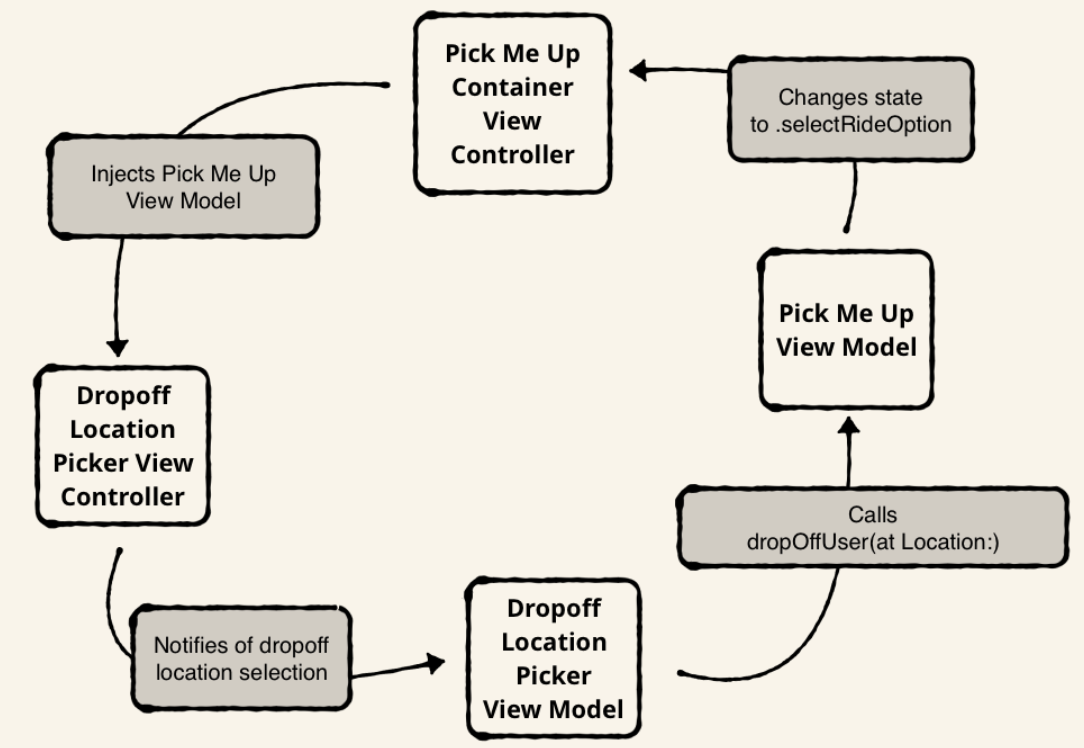 Pick Me Up
Container
View
Controller
Changes state
to .selectRideOption
Injects Pick Me Up
View Model
Pick Me Up
View Model
Dropoff
Location
Picker View
Controller
Calls
dropOffUser(at Location:)
Dropoff
Location
Picker
View Model
Notifies of dropoff
location selection